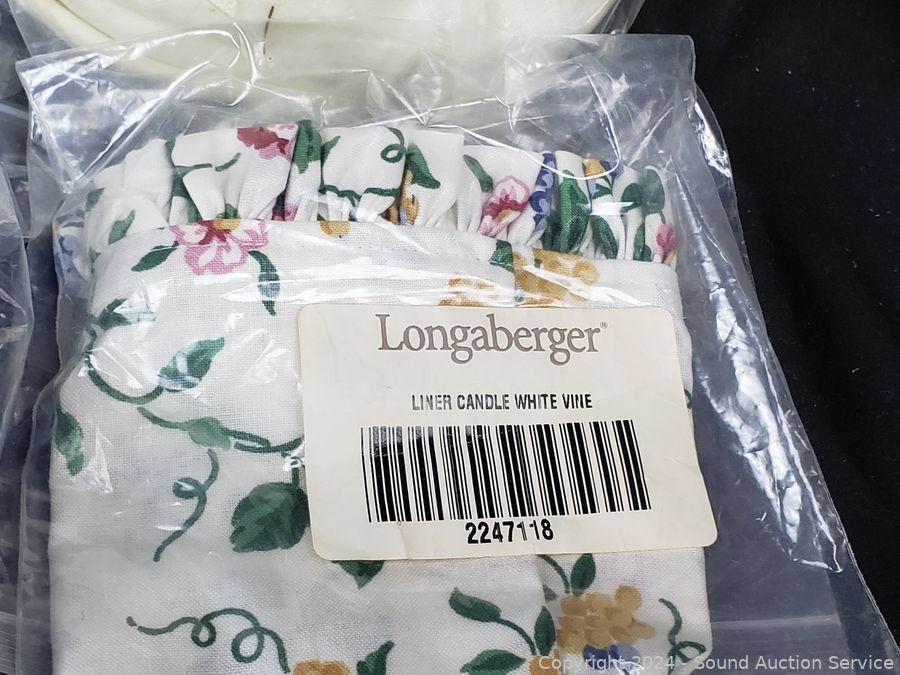 Longaberger®
LINER CANDLE WHITE VINE
2247118
Copyright 2024 - Sound Auction Service